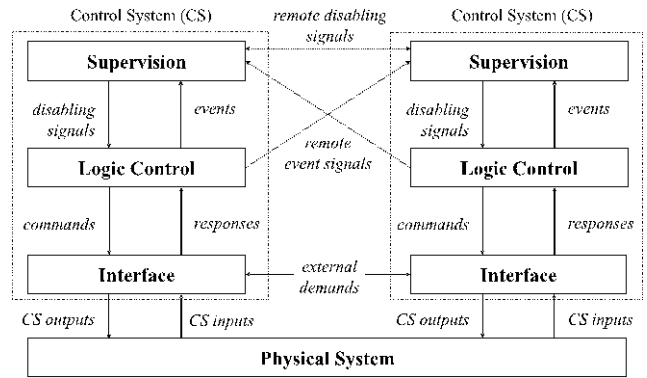 Control System (CS)
remote disabling
signals
Control System (CS)
Supervision
Supervision
disabling
signals
events
disabling
signals
events
remote
event signals
Logic Control
Logic Control
commands
responses
commands
responses
Interface
external
demands
Interface
CS outputs
CS inputs
CS outputs
CS inputs
Physical System